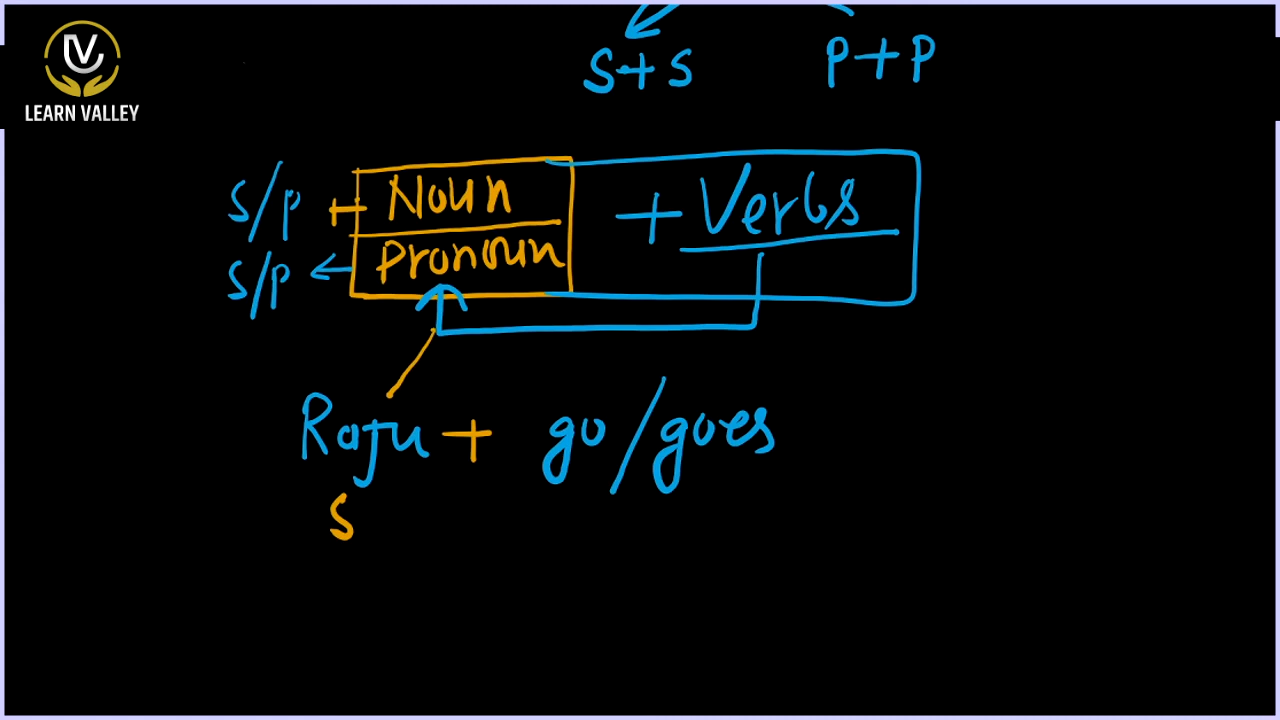 S+S P+P
LEARN VALLEY
S/P Noun + Verbs
S/P Pronoun
Raju + go/goes
S